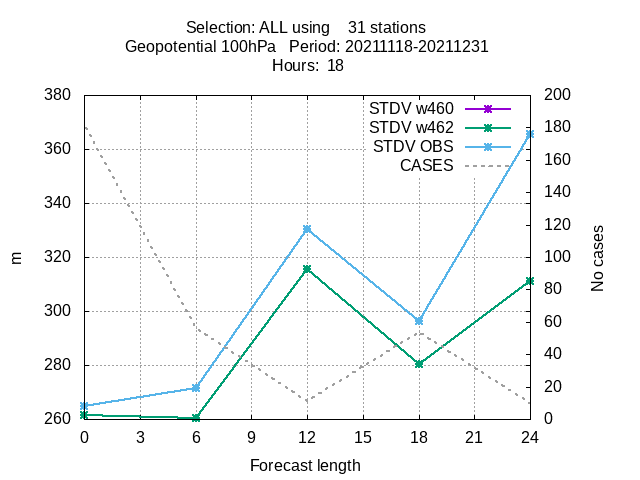 Selection: ALL using    31 stations
Geopotential 100hPa   Period: 20211118-20211231
Hours:  18
380 200
STDV w460
STDV w462
STDV OBS
CASES
360 180
160
340 140
120
320 100
300 80
60
280 40
20
260 0
m
No cases
0 3 6 9 12 15 18 21 24
Forecast length